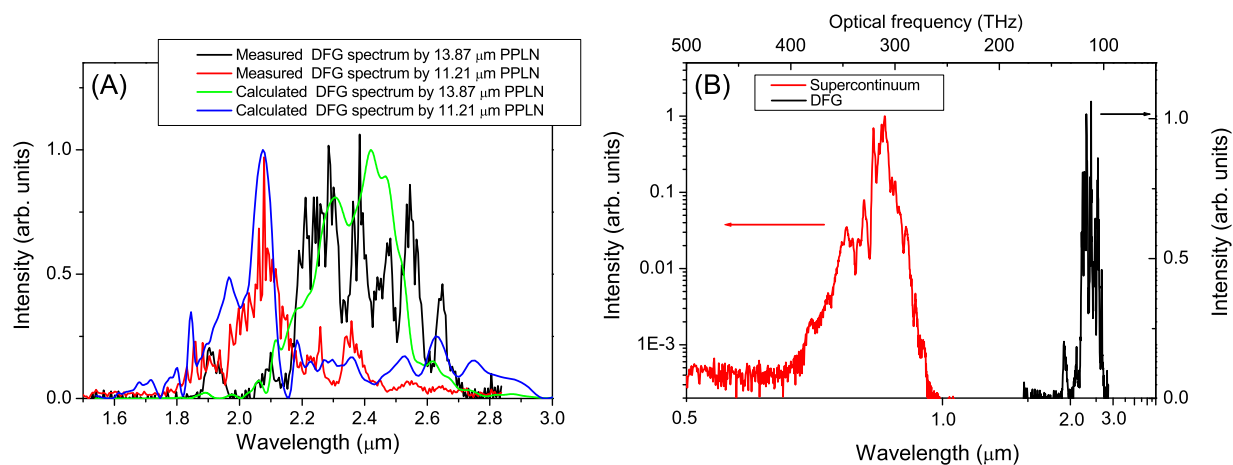 (A)
Measured DFG spectrum by 13.87 μm PPLN
Measured DFG spectrum by 11.21 μm PPLN
Calculated DFG spectrum by 13.87 μm PPLN
Calculated DFG spectrum by 11.21 μm PPLN
Intensity (arb. units)
1.0
0.5
0.0
1.6 1.8 2.0 2.2 2.4 2.6 2.8 3.0
Wavelength (μm)
Optical frequency (THz)
500 400 300 200 100
(B)
Supercontinuum
DFG
Intensity (arb. units)
1
0.1
0.01
1E-3
1.0
0.5
0.0
Intensity (arb. units)
0.5 1.0 2.0 3.0
Wavelength (μm)